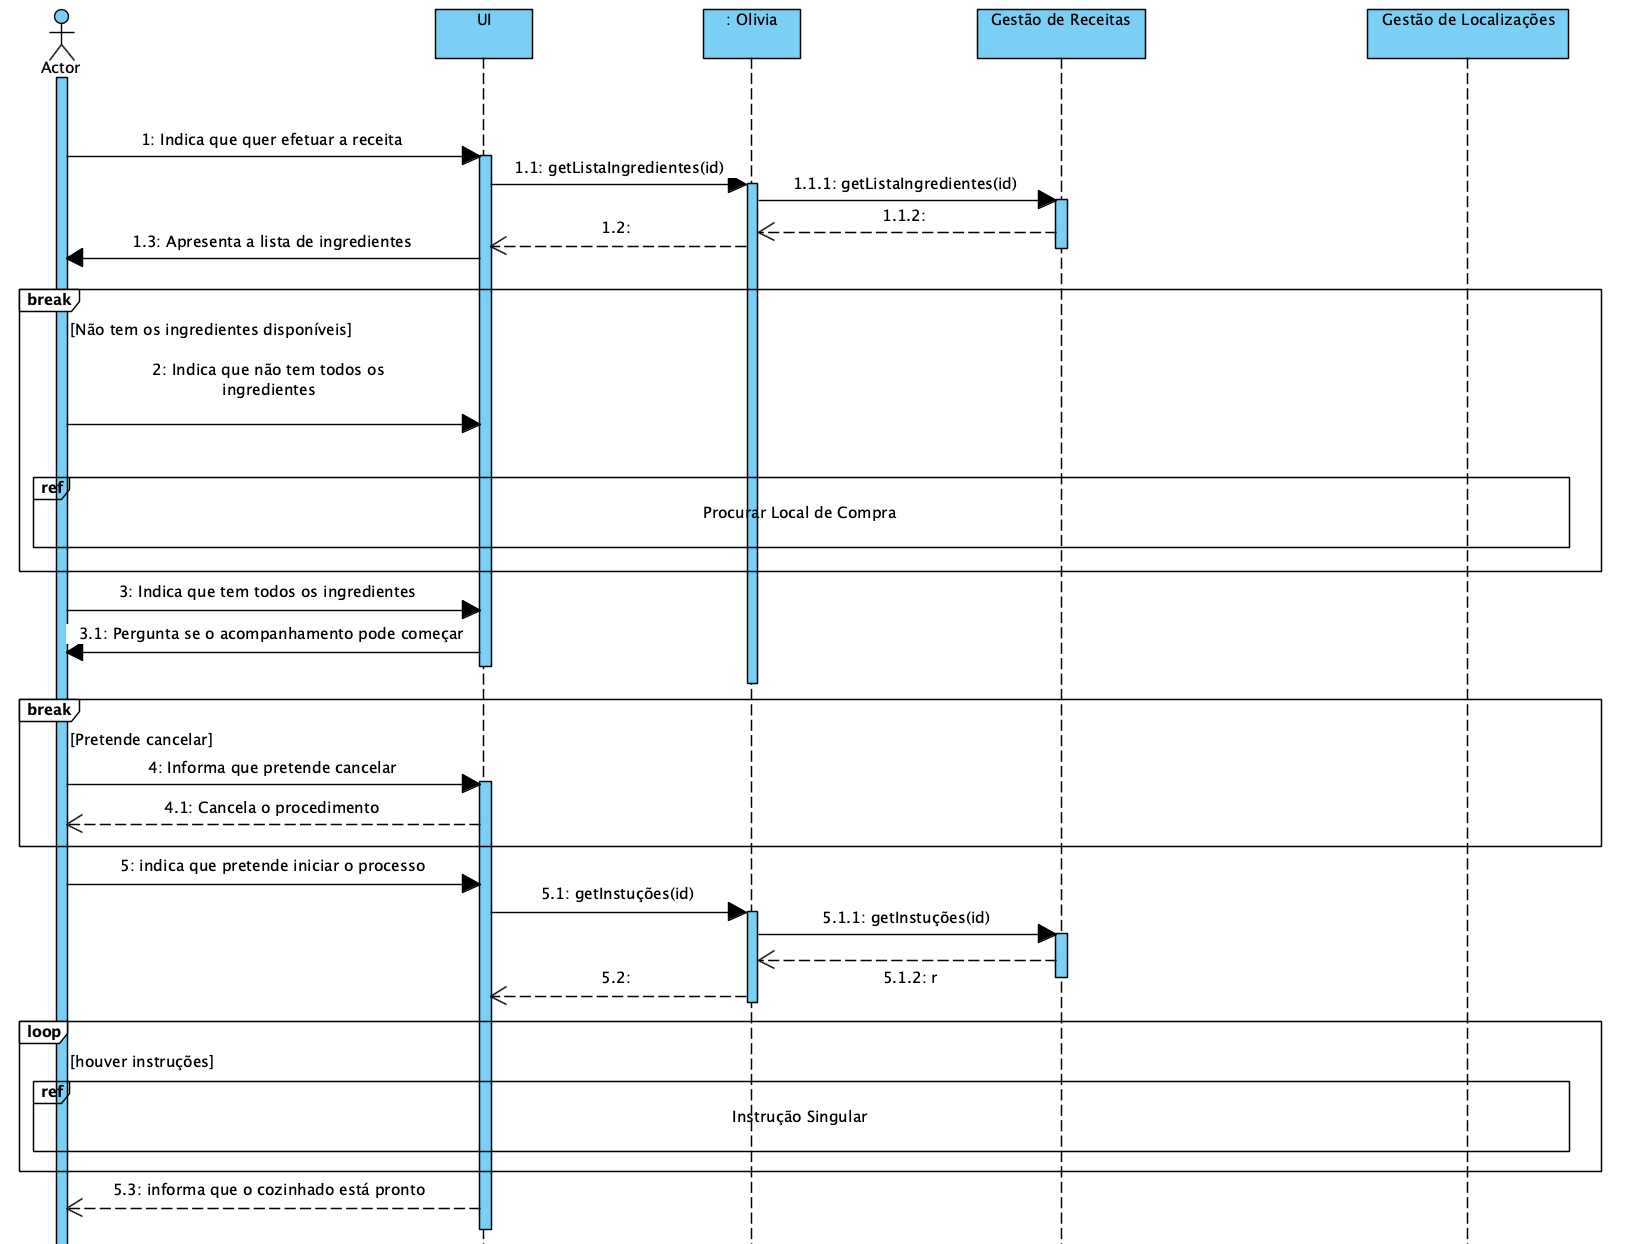 Actor
UI
: Olivia
Gestão de Receitas
Gestão de Localizações
1: Indica que quer efetuar a receita
1.1: getListaIngredientes(id)
1.1.1: getListaIngredientes(id)
1.1.2:
1.2:
1.3: Apresenta a lista de ingredientes
break
[Não tem os ingredientes disponíveis]
2: Indica que não tem todos os
ingredientes
ref
Procurar Local de Compra
3: Indica que tem todos os ingredientes
3.1: Pergunta se o acompanhamento pode começar
break
[Pretende cancelar]
4: Informa que pretende cancelar
4.1: Cancela o procedimento
5: indica que pretende iniciar o processo
5.1: getInstuções(id)
5.1.1: getInstuções(id)
5.1.2: r
5.2:
loop
[houver instruções]
ref
Instrução Singular
5.3: informa que o cozinhado está pronto